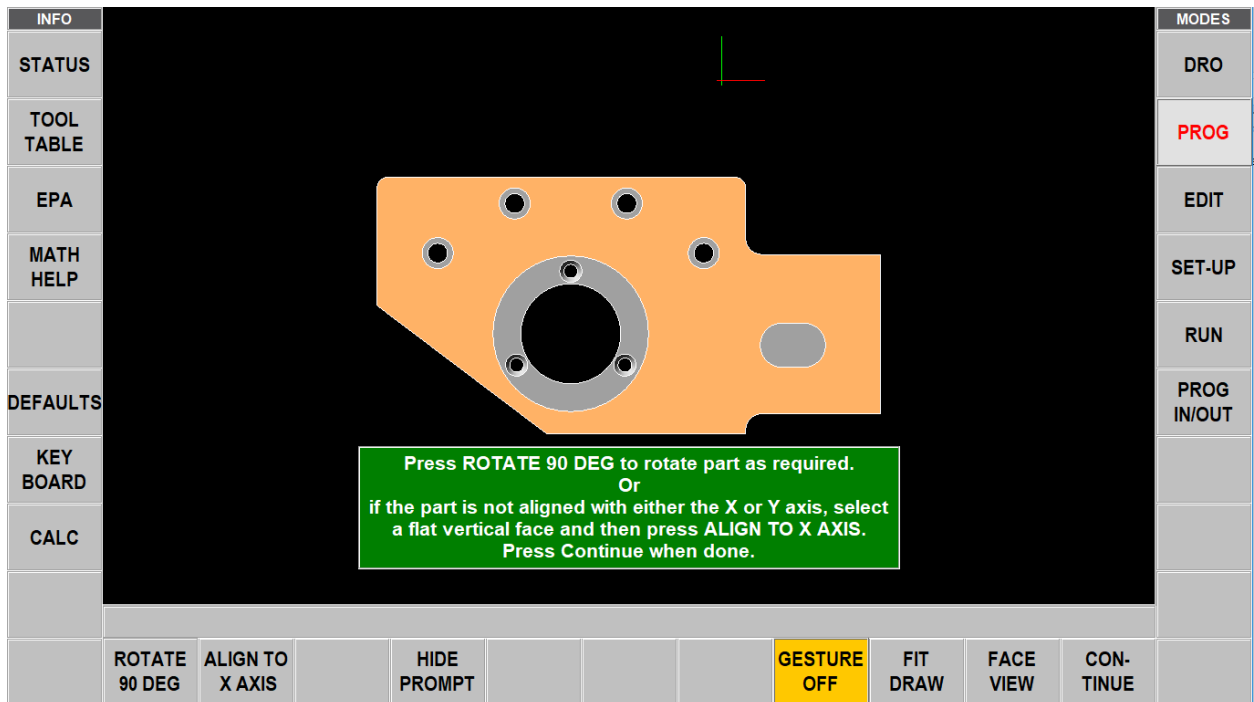 INFO
STATUS
TOOL
TABLE
EPA
MATH
HELP
DEFAULTS
KEY
BOARD
CALC
Press ROTATE 90 DEG to rotate part as required.
Or
if the part is not aligned with either the X or Y axis, select
a flat vertical face and then press ALIGN TO X AXIS.
Press Continue when done.
MODES
DRO
PROG
EDIT
SET-UP
RUN
PROG
IN/OUT
ROTATE
90 DEG
ALIGN TO
X AXIS
HIDE
PROMPT
GESTURE
OFF
FIT
DRAW
FACE
VIEW
CON-
TINUE